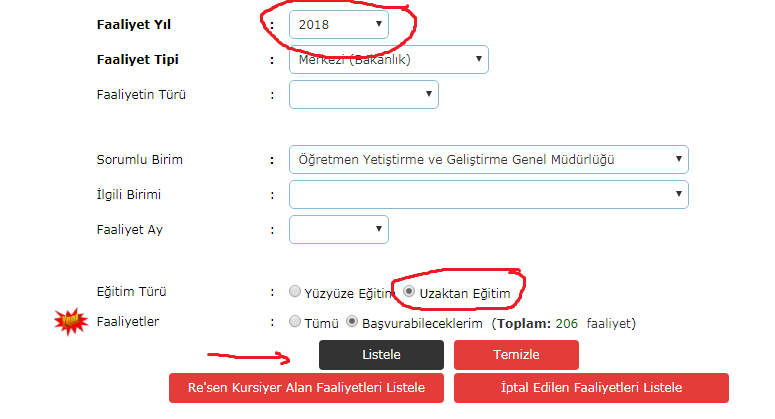 Faaliyet Yıl : 2018
Faaliyet Tipi : Merkezi (Bakanlık)
Faaliyetin Türü :
Sorumlu Birim : Öğretmen Yetiştirme ve Geliştirme Genel Müdürlüğü
İlgili Birimi :
Faaliyet Ay :
Eğitim Türü : Yüzyüze Eğitim Uzaktan Eğitim
Faaliyetler : Tümü Başvurabileceklerim (Toplam: 206 faaliyet)
Listele Temizle
Re'sen Kursiyer Alan Faaliyetleri Listele İptal Edilen Faaliyetleri Listele